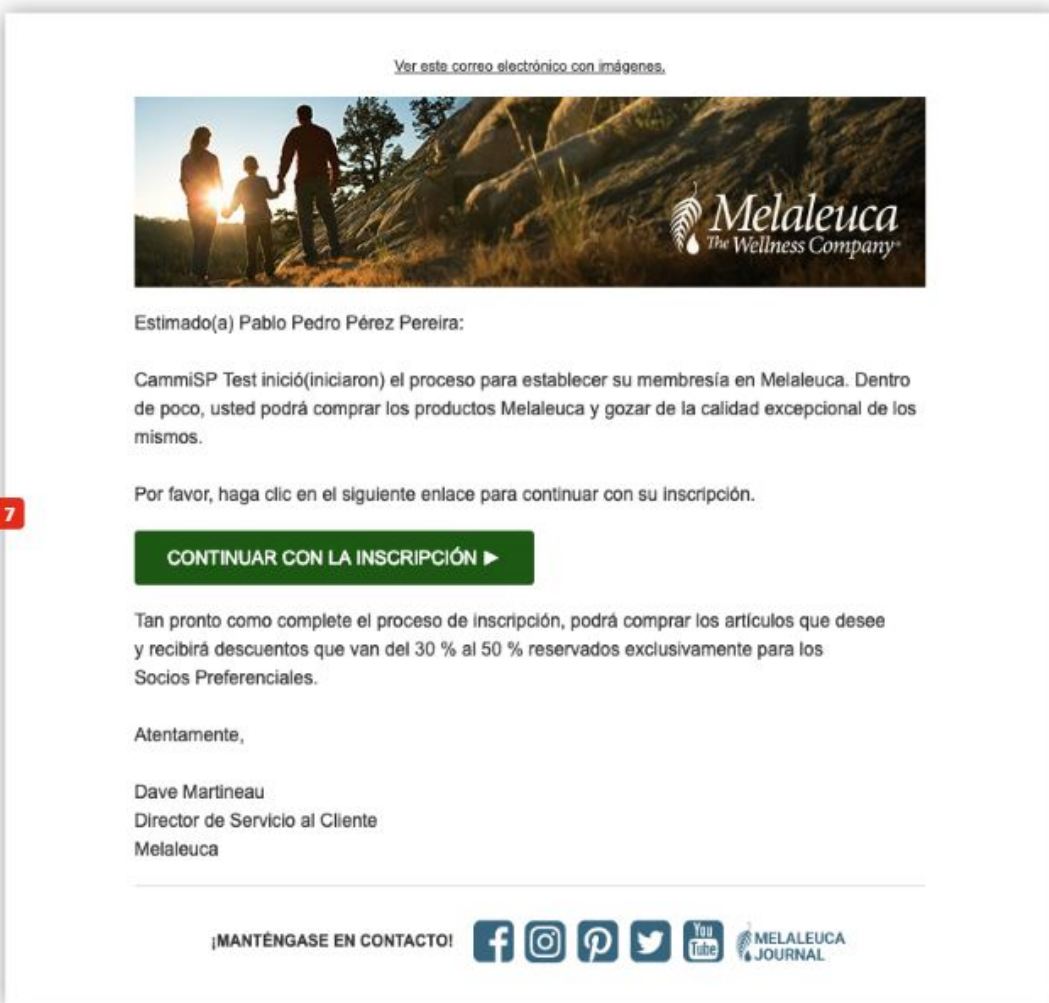 Ver este correo electrónico con imágenes.
Melaleuca
The Wellness Company
Estimado(a) Pablo Pedro Pérez Pereira:
CammiSP Test inició(iniciaron) el proceso para establecer su membresía en Melaleuca. Dentro
de poco, usted podrá comprar los productos Melaleuca y gozar de la calidad excepcional de los
mismos.
Por favor, haga clic en el siguiente enlace para continuar con su inscripción.
7
CONTINUAR CON LA INSCRIPCIÓN ►
Tan pronto como complete el proceso de inscripción, podrá comprar los artículos que desee
y recibirá descuentos que van del 30 % al 50 % reservados exclusivamente para los
Socios Preferenciales.
Atentamente,
Dave Martineau
Director de Servicio al Cliente
Melaleuca
¡MANTÉNGASE EN CONTACTO!
You
Tube
MELALEUCA
JOURNAL